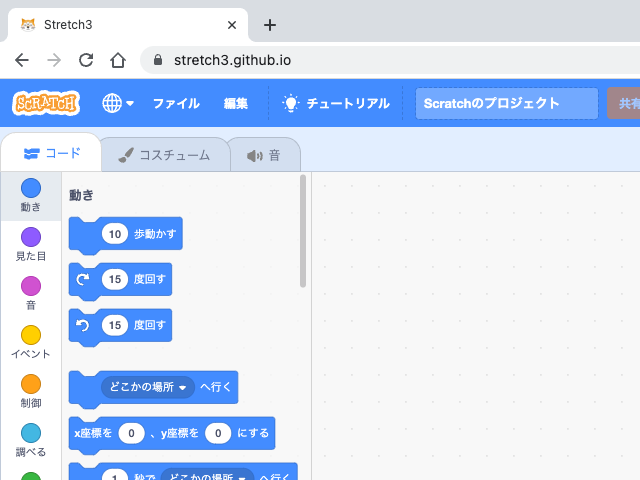 Stretch3
stretch3.github.io
SCRATCH ファイル 編集 チュートリアル Scratchのプロジェクト 共有
コード コスチューム 音
動き
見た目
音
イベント
制御
調べる
動き
10 歩動かす
15 度回す
15 度回す
どこかの場所 へ行く
x座標を 0 、y座標を 0 にする
1 秒で どこかの場所 へ行く